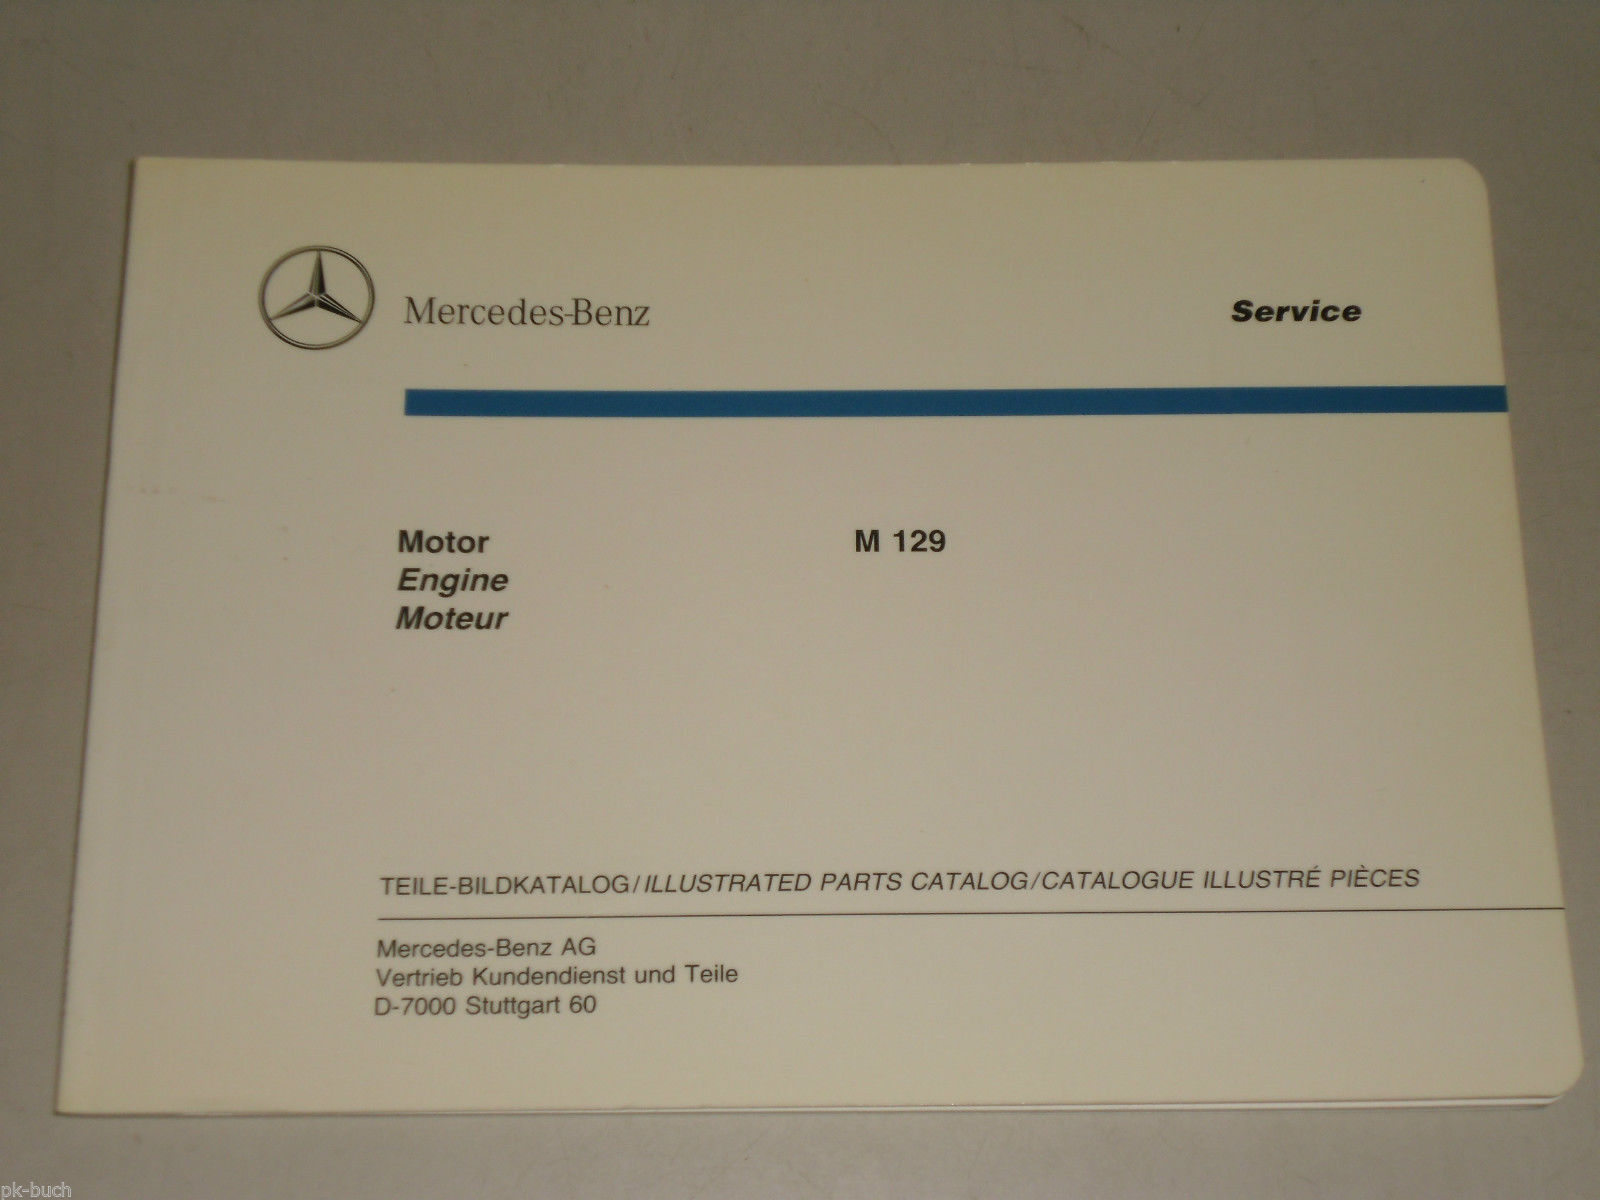 Mercedes-Benz
Service
Motor M 129
Engine
Moteur
TEILE-BILDKATALOG/ILLUSTRATED PARTS CATALOG/CATALOGUE ILLUSTRÉ PIÈCES
Mercedes-Benz AG
Vertrieb Kundendienst und Teile
D-7000 Stuttgart 60
pk-buch